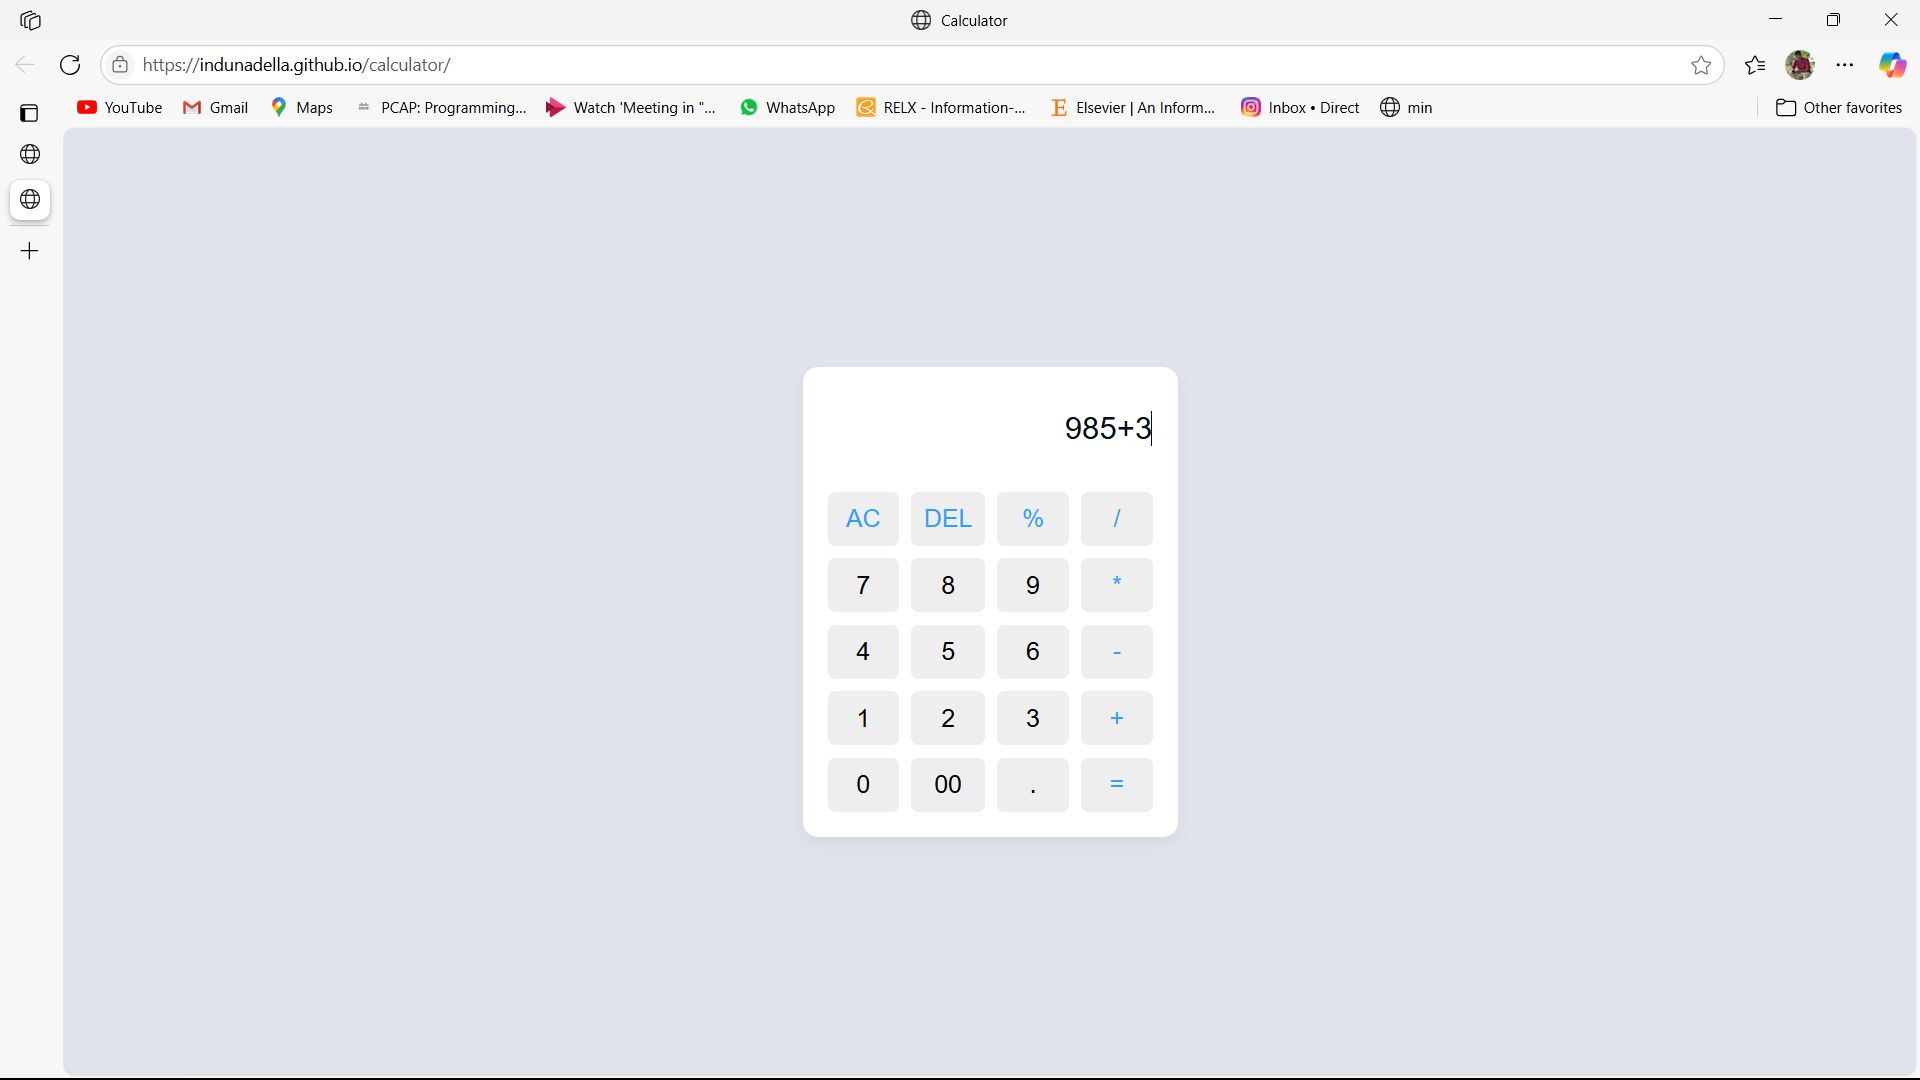 Calculator
https://indunadella.github.io/calculator/
YouTube Gmail Maps PCAP: Programming... Watch 'Meeting in "... WhatsApp RELX - Information-... Elsevier | An Inform... Inbox • Direct min Other favorites
985+3
AC DEL % /
7 8 9 *
4 5 6 -
1 2 3 +
0 00 . =